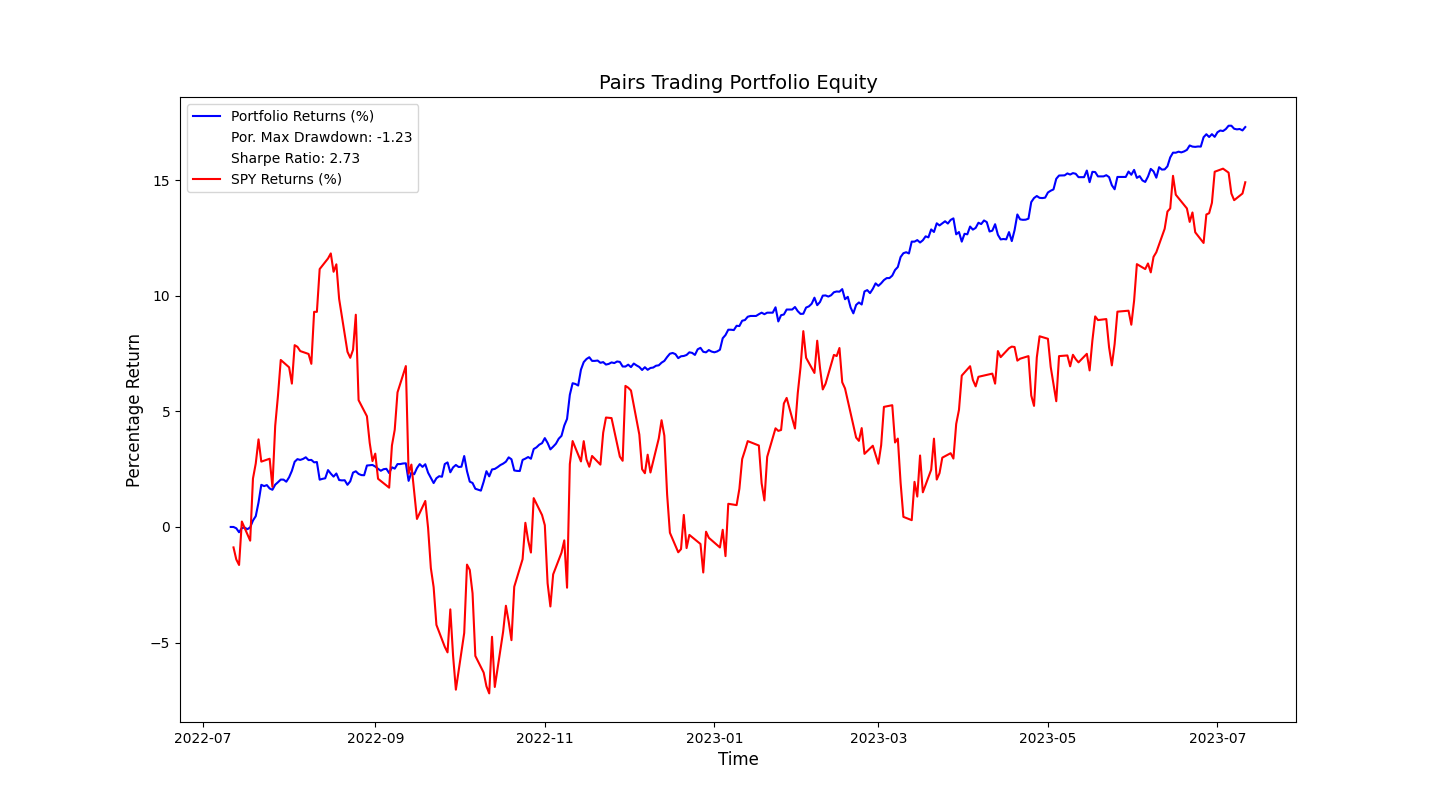 Pairs Trading Portfolio Equity
Portfolio Returns (%)
Por. Max Drawdown: -1.23
Sharpe Ratio: 2.73
SPY Returns (%)
Percentage Return
15
10
5
0
−5
2022-07
2022-09
2022-11
2023-01
2023-03
2023-05
2023-07
Time